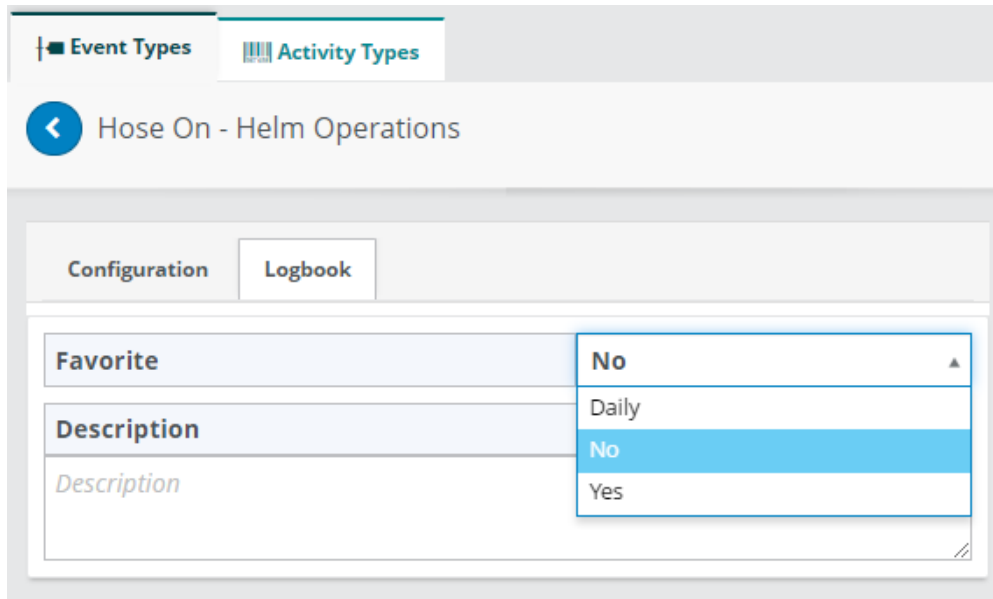 Event Types
Activity Types
Hose On - Helm Operations
Configuration
Logbook
Favorite
No
Daily
No
Yes
Description
Description